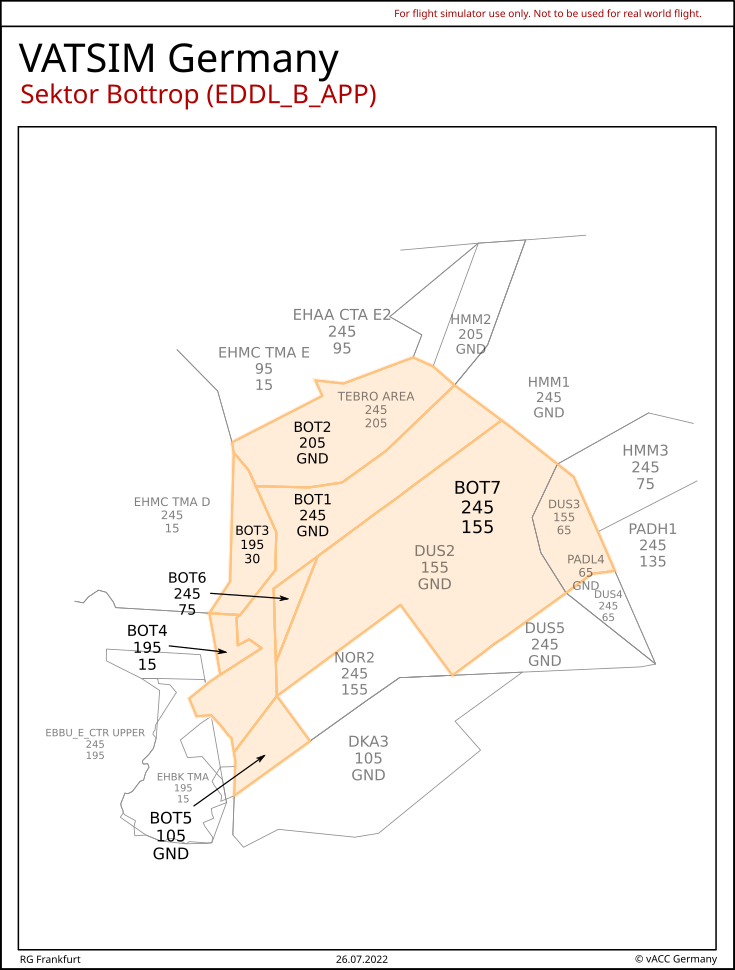 For flight simulator use only. Not to be used for real world flight.
VATSIM Germany
Sektor Bottrop (EDDL_B_APP)
EHAA CTA E2
245
95
HMM2
205
GND
EHMC TMA E
95
15
TEBRO AREA
245
205
HMM1
245
GND
BOT2
205
GND
HMM3
245
75
BOT7
245
155
BOT1
245
GND
EHMC TMA D
245
15
DUS3
155
65
BOT3
195
30
PADH1
245
135
DUS2
155
GND
PADL4
65
GND
BOT6
245
75
DUS4
245
65
BOT4
195
15
DUS5
245
GND
NOR2
245
155
EBBU_E_CTR UPPER
245
195
DKA3
105
GND
EHBK TMA
195
15
BOT5
105
GND
RG Frankfurt
26.07.2022
© vACC Germany